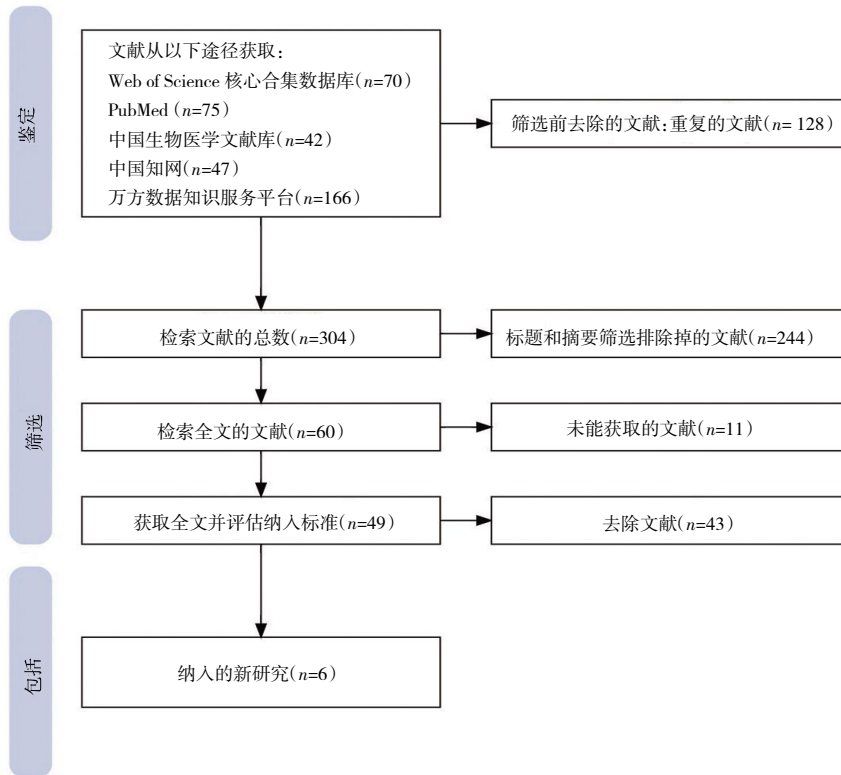 鉴定
文献从以下途径获取：
Web of Science 核心合集数据库(n=70)
PubMed (n=75)
中国生物医学文献库(n=42)
中国知网(n=47)
万方数据知识服务平台(n=166)
筛选前去除的文献：重复的文献(n= 128)
筛选
检索文献的总数(n=304)
标题和摘要筛选排除掉的文献(n=244)
检索全文的文献(n=60)
未能获取的文献(n=11)
获取全文并评估纳入标准(n=49)
去除文献(n=43)
包括
纳入的新研究(n=6)